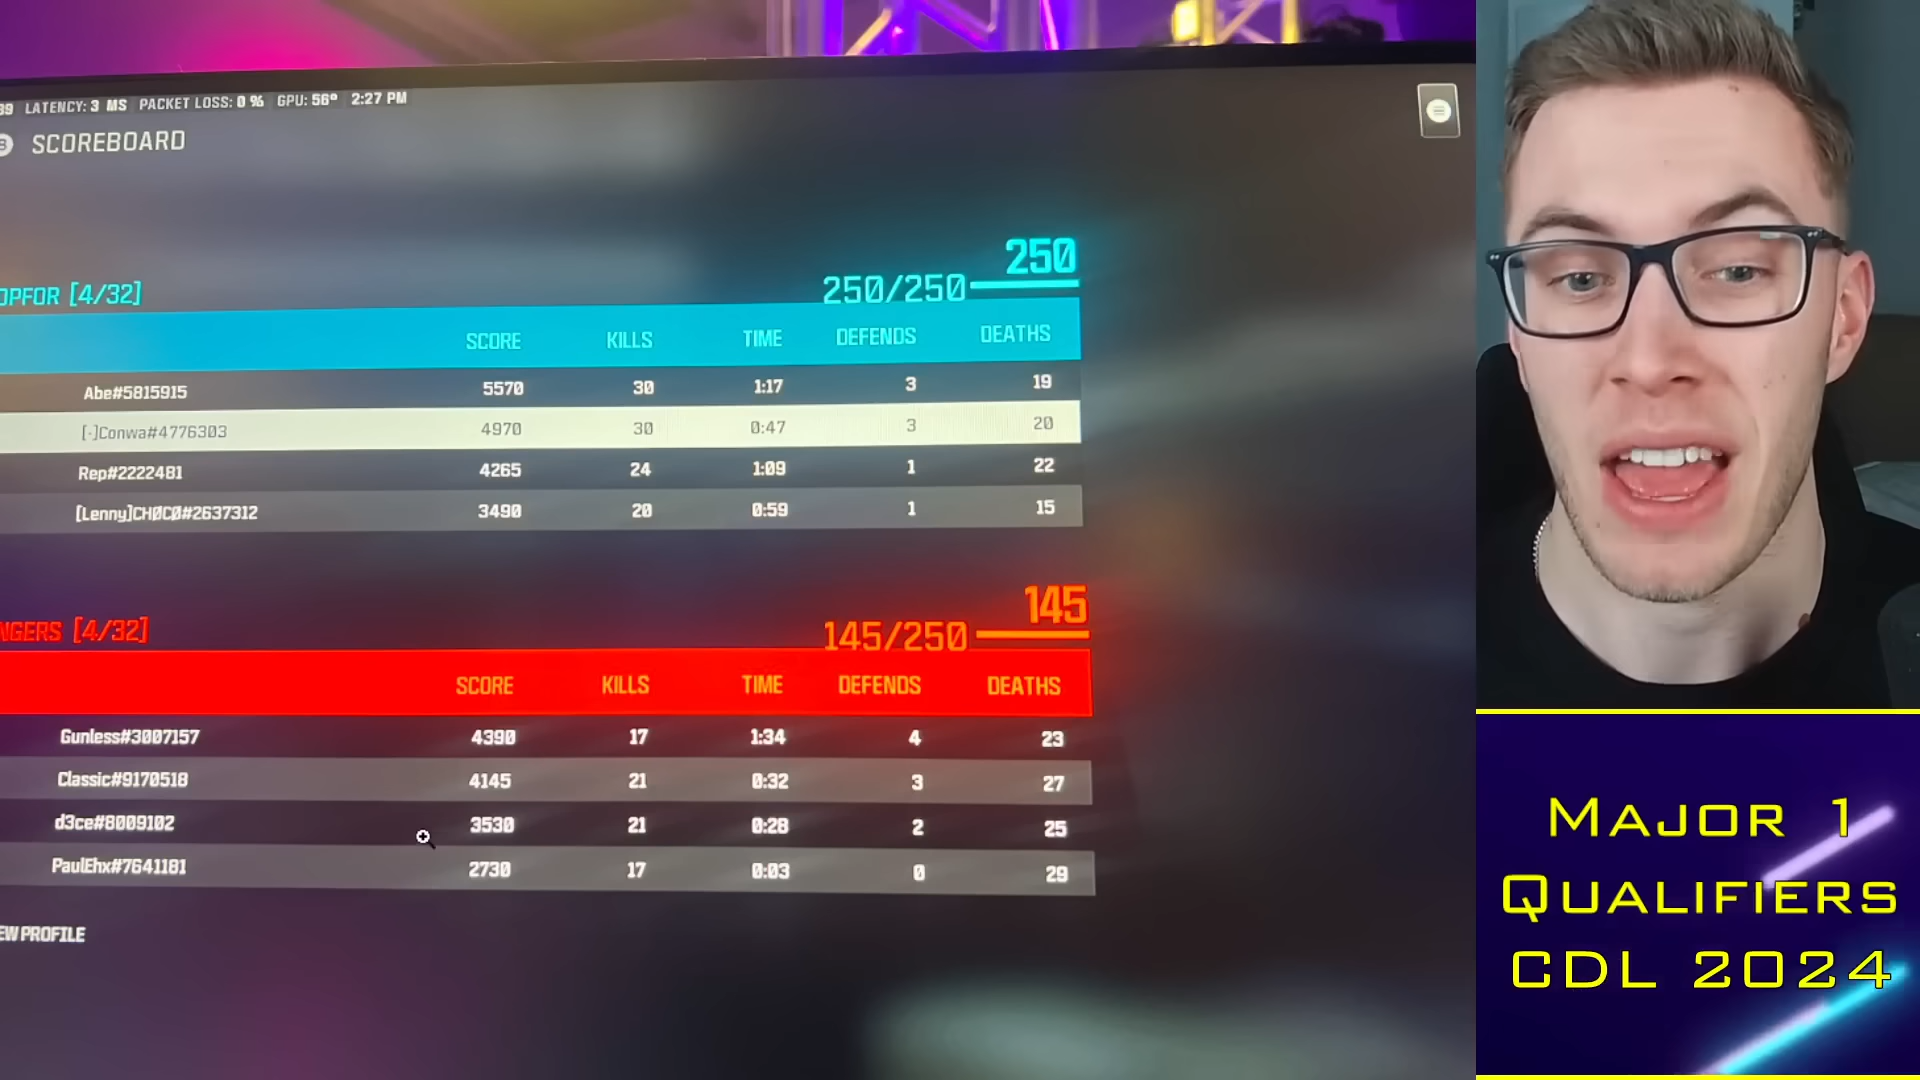 39 LATENCY: 3 MS PACKET LOSS: 0 % GPU: 56º 2:27 PM
SCOREBOARD
250
OPFOR [4/32] 250/250
SCORE KILLS TIME DEFENDS DEATHS
Abe#5815915 5570 30 1:17 3 19
[-]Conwa#4776303 4970 30 0:47 3 20
Rep#2222481 4265 24 1:09 1 22
[Lenny]CHØCØ#2637312 3490 20 0:59 1 15
145
NGERS [4/32] 145/250
SCORE KILLS TIME DEFENDS DEATHS
Gunless#3007157 4390 17 1:34 4 23
Classic#9170518 4145 21 0:32 3 27
d3ce#8009102 3530 21 0:28 2 25
PaulEhx#7641181 2730 17 0:03 0 29
EW PROFILE
MAJOR 1
QUALIFIERS
CDL 2024